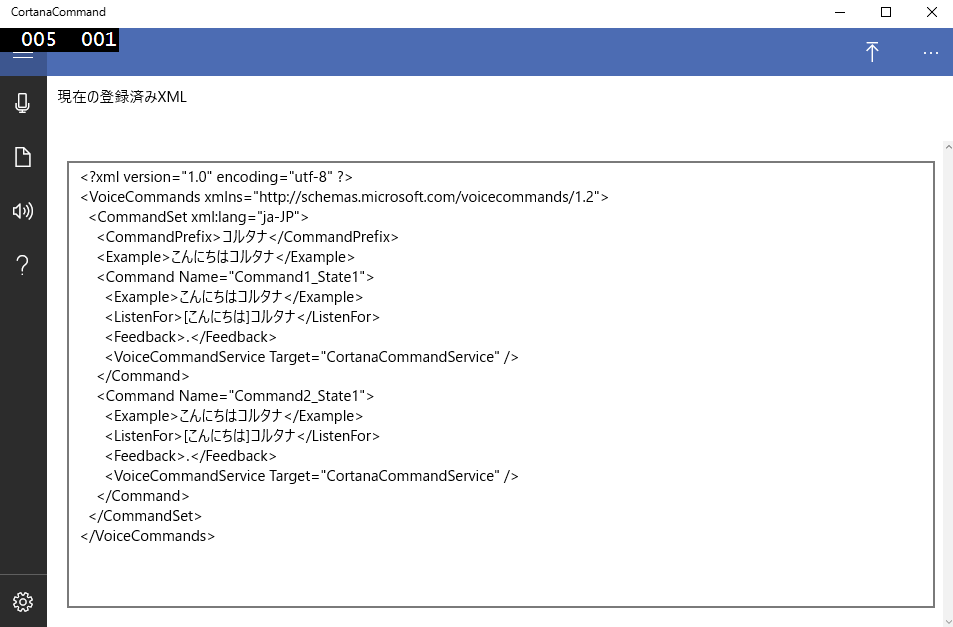 CortanaCommand
005 001
現在の登録済みXML
<?xml version="1.0" encoding="utf-8" ?>
<VoiceCommands xmlns="http://schemas.microsoft.com/voicecommands/1.2">
<CommandSet xml:lang="ja-JP">
<CommandPrefix>コルタナ</CommandPrefix>
<Example>こんにちはコルタナ</Example>
<Command Name="Command1_State1">
<Example>こんにちはコルタナ</Example>
<ListenFor>[こんにちは]コルタナ</ListenFor>
<Feedback>.</Feedback>
<VoiceCommandService Target="CortanaCommandService" />
</Command>
<Command Name="Command2_State1">
<Example>こんにちはコルタナ</Example>
<ListenFor>[こんにちは]コルタナ</ListenFor>
<Feedback>.</Feedback>
<VoiceCommandService Target="CortanaCommandService" />
</Command>
</CommandSet>
</VoiceCommands>